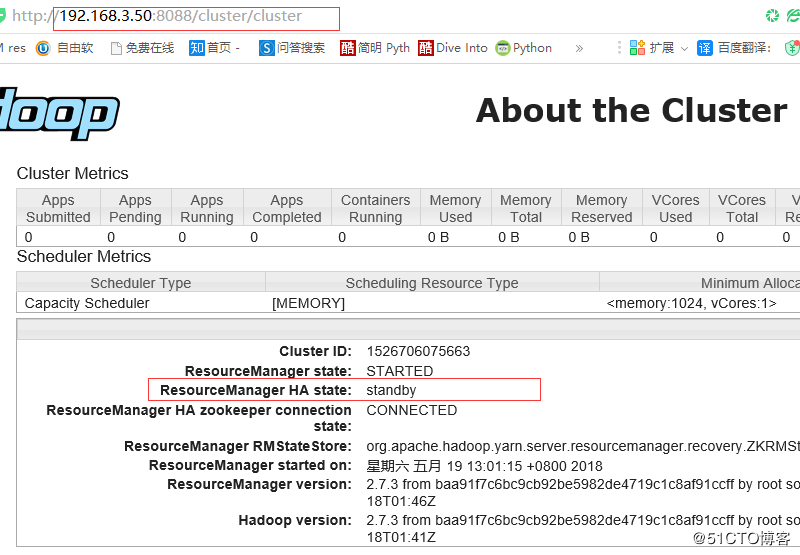 http://192.168.3.50:8088/cluster/cluster
M res 自由软 免费在线 知 首页 - S 问答搜索 酷 简明 Pyth 酷 Dive Into Python » 扩展 译 百度翻译:
doop
About the Cluster
Cluster Metrics
Apps Submitted Apps Pending Apps Running Apps Completed Containers Running Memory Used Memory Total Memory Reserved VCores Used VCores Total
0 0 0 0 0 0 B 0 B 0 B 0 0 0
Scheduler Metrics
Scheduler Type Scheduling Resource Type Minimum Alloca
Capacity Scheduler [MEMORY] <memory:1024, vCores:1>
Cluster ID: 1526706075663
ResourceManager state: STARTED
ResourceManager HA state: standby
ResourceManager HA zookeeper connection state: CONNECTED
ResourceManager RMStateStore: org.apache.hadoop.yarn.server.resourcemanager.recovery.ZKRMSt
ResourceManager started on: 星期六 五月 19 13:01:15 +0800 2018
ResourceManager version: 2.7.3 from baa91f7c6bc9cb92be5982de4719c1c8af91ccff by root so
18T01:46Z
Hadoop version: 2.7.3 from baa91f7c6bc9cb92be5982de4719c1c8af91ccff by root so
18T01:41Z
@51CTO博客